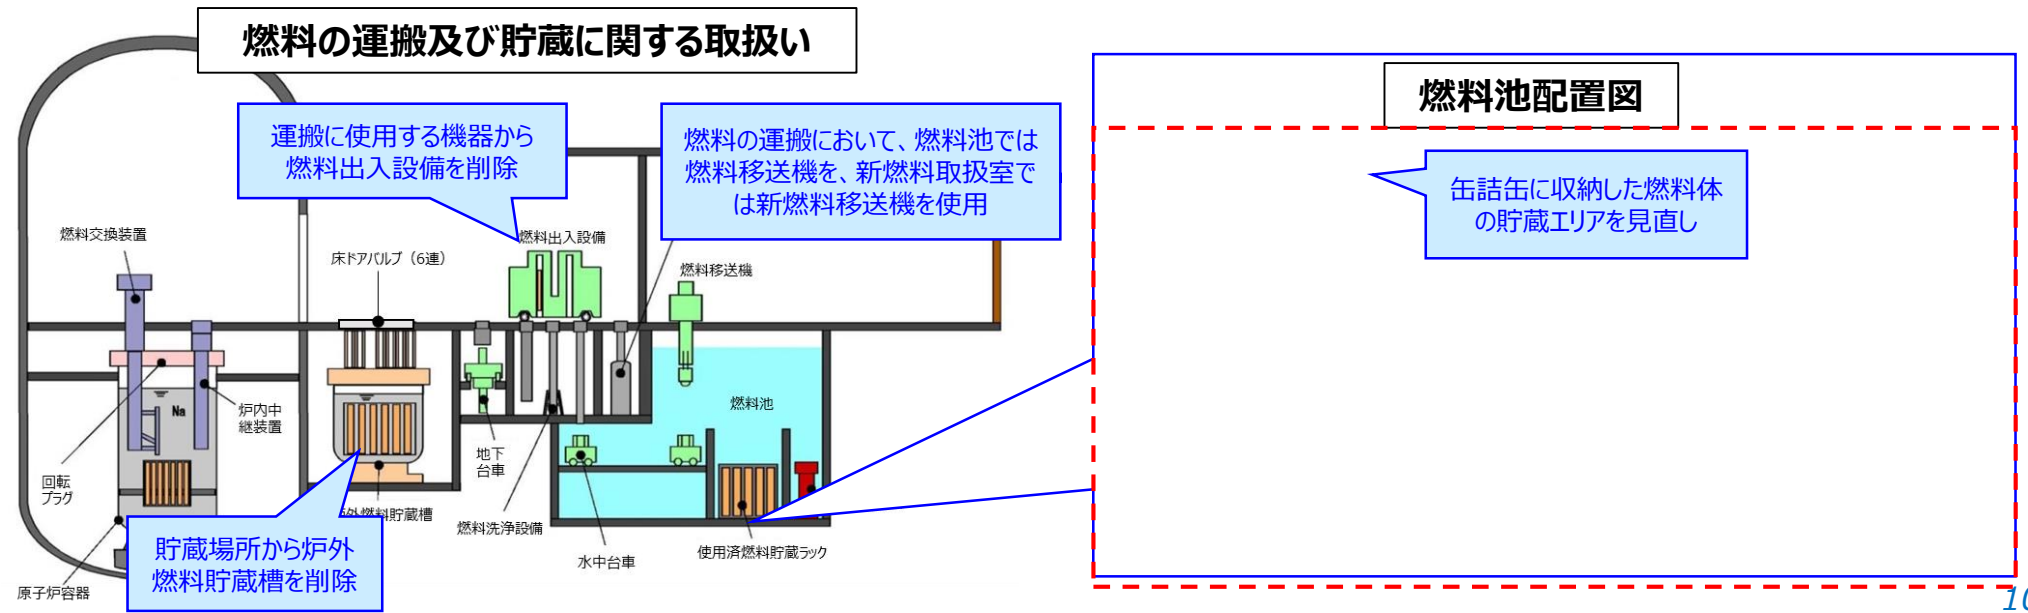 燃料の運搬及び貯蔵に関する取扱い
運搬に使用する機器から
燃料出入設備を削除
燃料の運搬において、燃料池では
燃料移送機を、新燃料取扱室で
は新燃料移送機を使用
燃料交換装置
床ドアバルブ（6連）
燃料出入設備
燃料移送機
Na
炉内中
継装置
燃料池
回転
プラグ
地下
台車
外燃料貯蔵槽
燃料洗浄設備
水中台車
使用済燃料貯蔵ラック
貯蔵場所から炉外
燃料貯蔵槽を削除
原子炉容器
燃料池配置図
缶詰缶に収納した燃料体
の貯蔵エリアを見直し